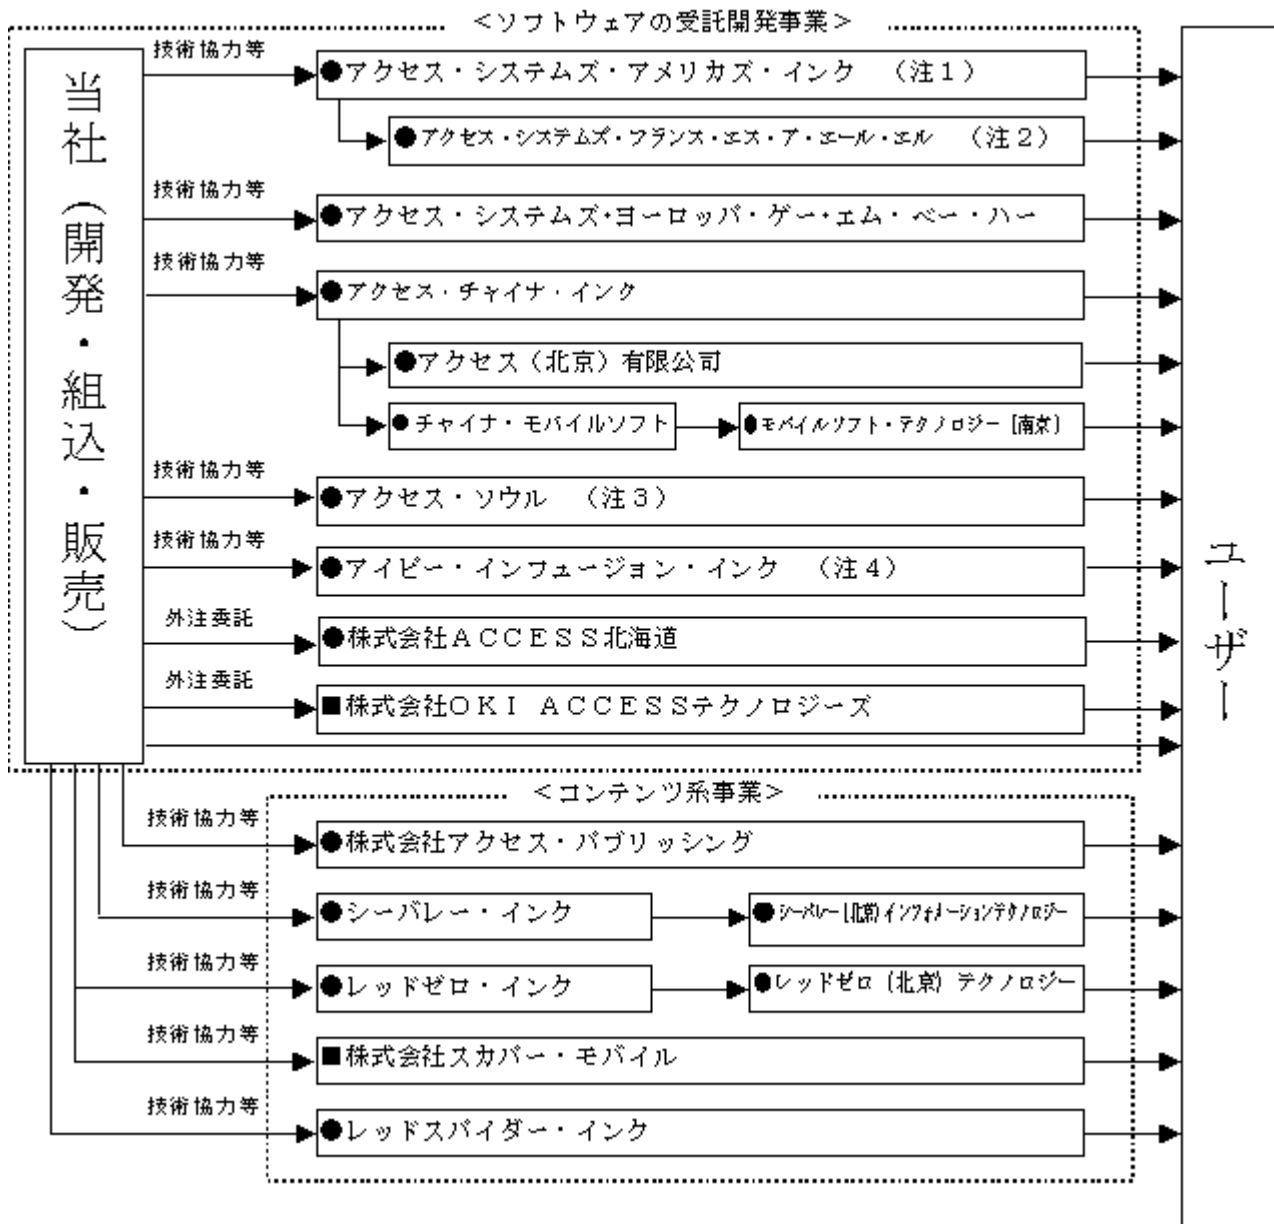 ＜ソフトウェアの受託開発事業＞
当社（開発・組込・販売）
技術協力等
●アクセス・システムズ・アメリカズ・インク　（注１）
●アクセス・システムズ・フランス・エス・ア・エール・エル　（注２）
技術協力等
●アクセス・システムズ・ヨーロッパ・ゲー・エム・ベー・ハー
技術協力等
●アクセス・チャイナ・インク
●アクセス（北京）有限公司
●チャイナ・モバイルソフト
●モバイルソフト・テクノロジー（南京）
技術協力等
●アクセス・ソウル　（注３）
技術協力等
●アイピー・インフュージョン・インク　（注４）
外注委託
●株式会社ＡＣＣＥＳＳ北海道
外注委託
■株式会社ＯＫＩ　ＡＣＣＥＳＳテクノロジーズ
ユーザー
＜コンテンツ系事業＞
技術協力等
●株式会社アクセス・パブリッシング
技術協力等
●シーバレー・インク
●シーバレー（北京）インフォメーションテクノロジー
技術協力等
●レッドゼロ・インク
●レッドゼロ（北京）テクノロジー
技術協力等
■株式会社スカパー・モバイル
技術協力等
●レッドスパイダー・インク